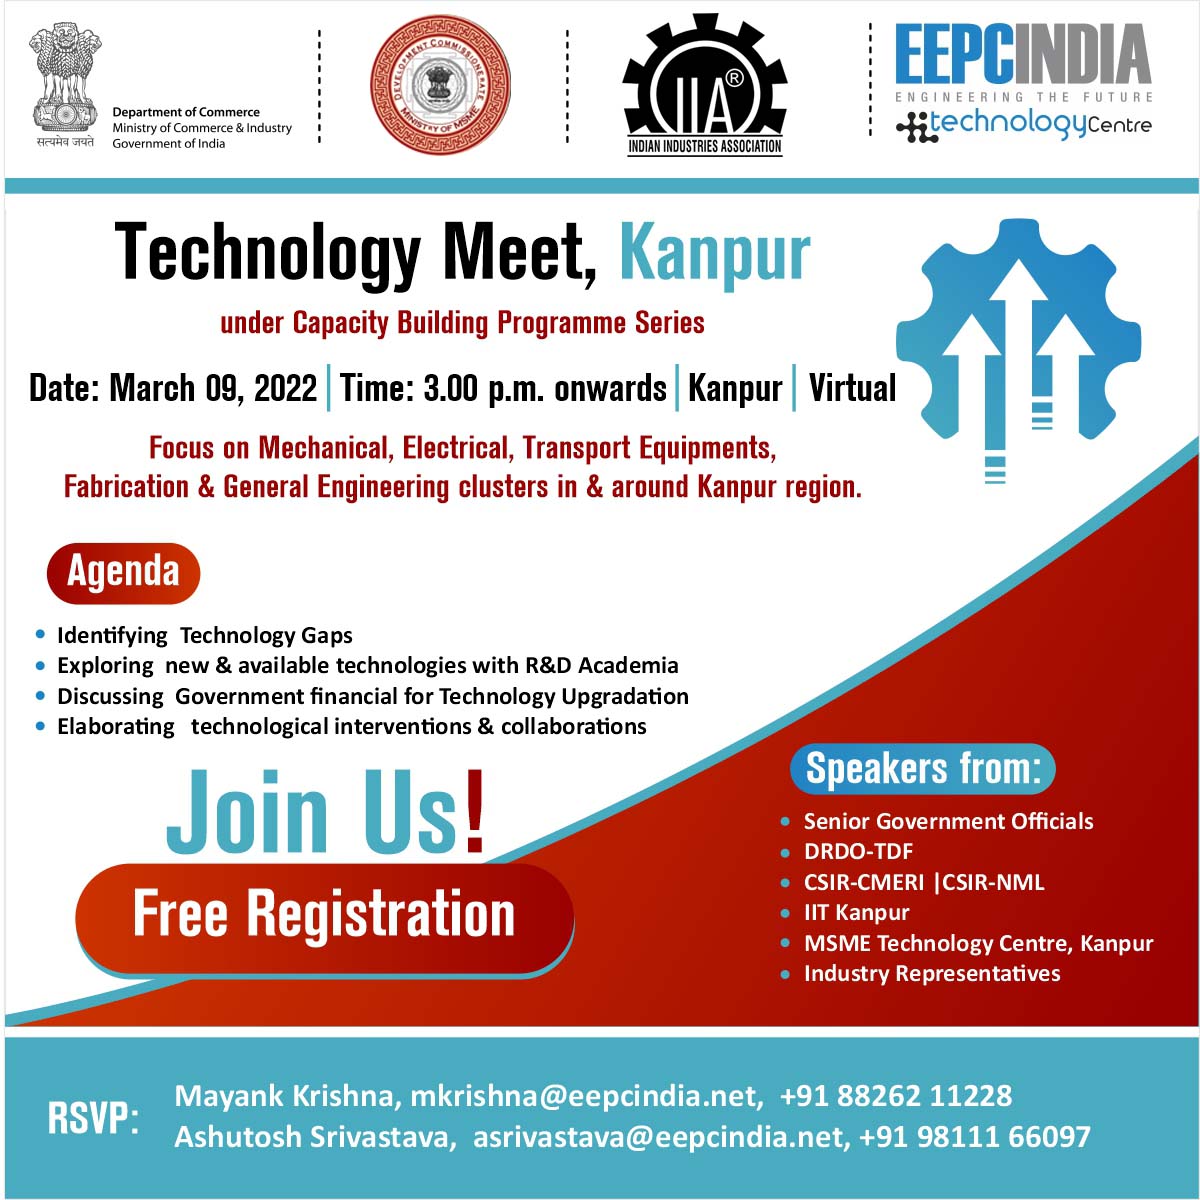 सत्यमेव जयते
Department of Commerce
Ministry of Commerce & Industry
Government of India
DEVELOPMENT COMMISSIONERATE
MINISTRY OF MSME
IIA®
INDIAN INDUSTRIES ASSOCIATION
EEPCINDIA
ENGINEERING THE FUTURE
technologyCentre
Technology Meet, Kanpur
under Capacity Building Programme Series
Date: March 09, 2022 | Time: 3.00 p.m. onwards | Kanpur | Virtual
Focus on Mechanical, Electrical, Transport Equipments,
Fabrication & General Engineering clusters in & around Kanpur region.
Agenda
• Identifying Technology Gaps
• Exploring new & available technologies with R&D Academia
• Discussing Government financial for Technology Upgradation
• Elaborating technological interventions & collaborations
Join Us!
Free Registration
Speakers from:
• Senior Government Officials
• DRDO-TDF
• CSIR-CMERI |CSIR-NML
• IIT Kanpur
• MSME Technology Centre, Kanpur
• Industry Representatives
RSVP:
Mayank Krishna, mkrishna@eepcindia.net, +91 88262 11228
Ashutosh Srivastava, asrivastava@eepcindia.net, +91 98111 66097